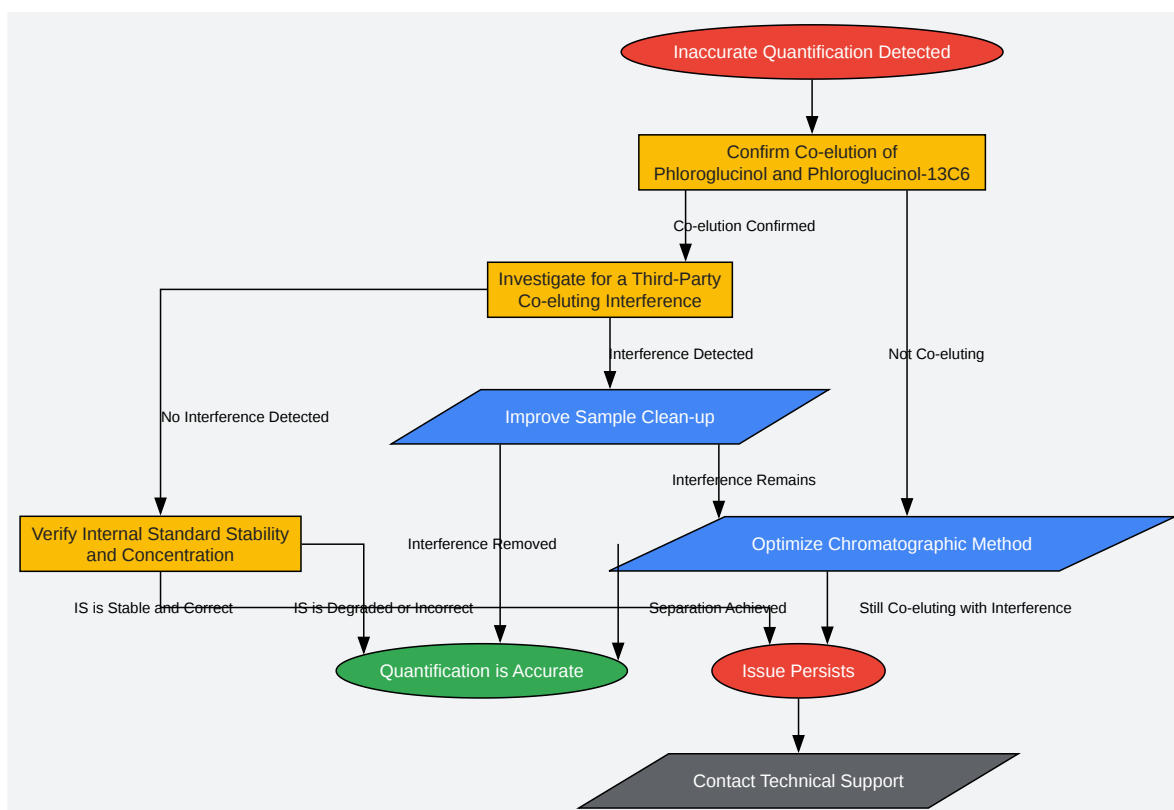 Inaccurate Quantification Detected
Confirm Co-elution of
Phloroglucinol and Phloroglucinol-13C6
Co-elution Confirmed
Investigate for a Third-Party
Co-eluting Interference
Interference Detected
Not Co-eluting
No Interference Detected
Improve Sample Clean-up
Interference Remains
Verify Internal Standard Stability
and Concentration
Interference Removed
Optimize Chromatographic Method
IS is Stable and Correct
IS is Degraded or Incorrect
Separation Achieved
Still Co-eluting with Interference
Quantification is Accurate
Issue Persists
Contact Technical Support